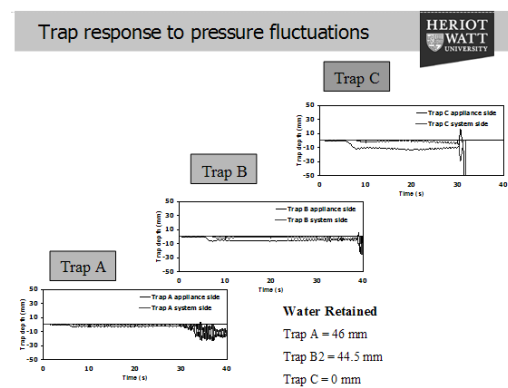 Trap response to pressure fluctuations
HERIOT
WATT
UNIVERSITY
Trap C
50
30
10
-10
-30
-50
Trap depth (mm)
Trap C appliance side
Trap C system side
0
10
20
30
40
Time (s)
Trap B
50
30
10
-10
-30
-50
Trap depth (mm)
Trap B appliance side
Trap B system side
0
10
20
30
40
Time (s)
Trap A
50
30
10
-10
-30
-50
Trap depth (mm)
Trap A appliance side
Trap A system side
0
10
20
30
40
Time (s)
Water Retained
Trap A = 46 mm
Trap B2 = 44.5 mm
Trap C = 0 mm